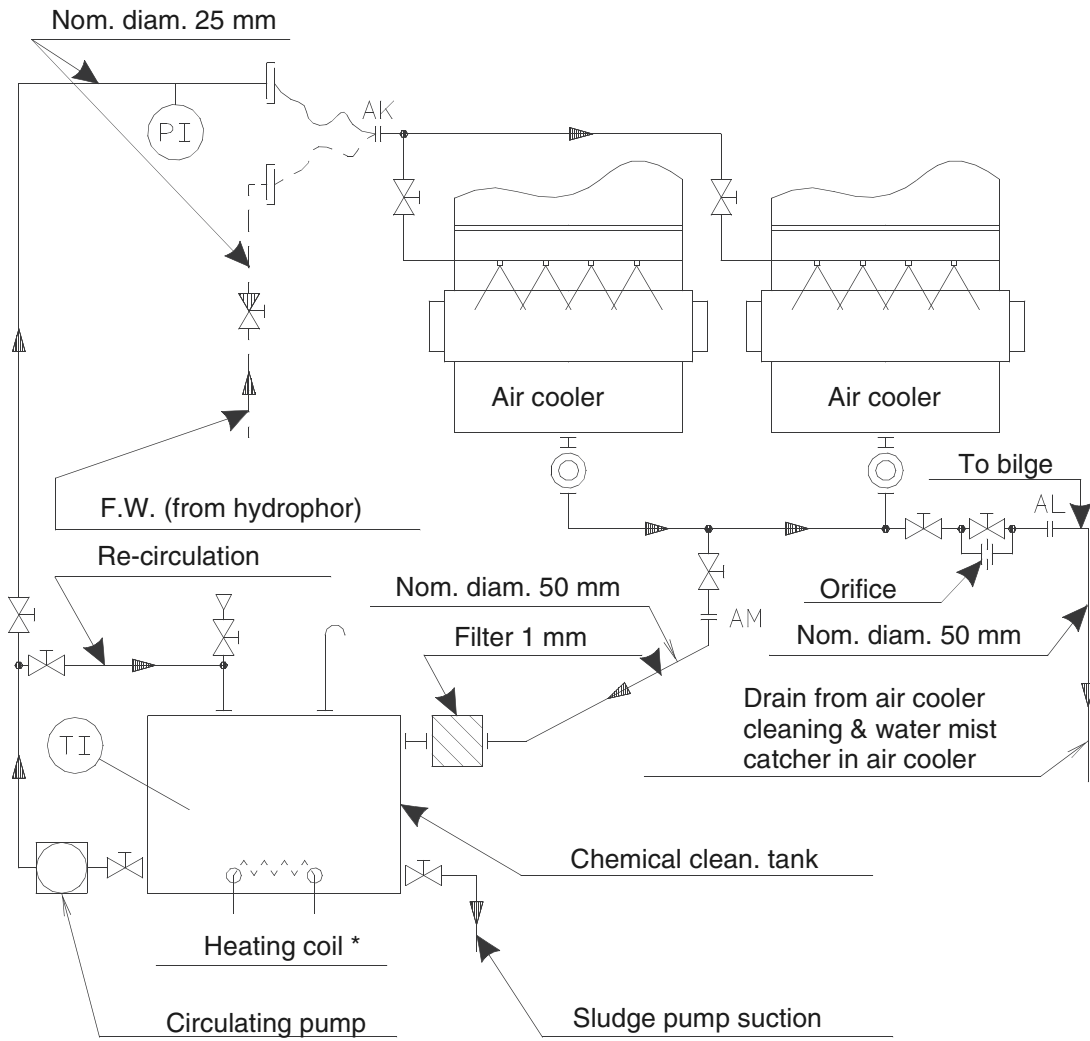 Nom. diam. 25 mm
AK
PI
Air cooler
Air cooler
To bilge
AL
F.W. (from hydrophor)
Re-circulation
Nom. diam. 50 mm
Orifice
AM
Filter 1 mm
Nom. diam. 50 mm
Drain from air cooler
cleaning & water mist
catcher in air cooler
TI
Chemical clean. tank
Heating coil *
Circulating pump
Sludge pump suction